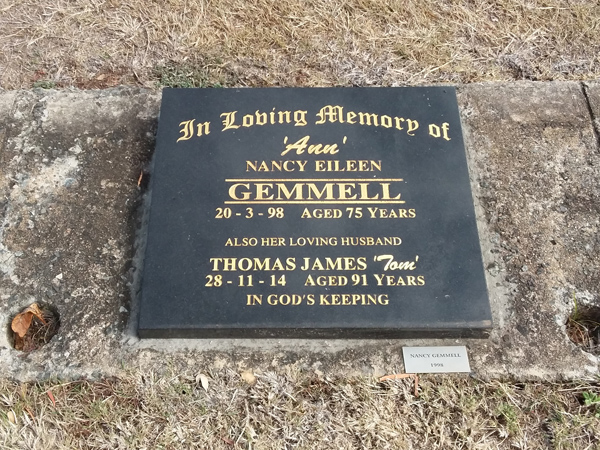 In Loving Memory of
'Ann'
NANCY EILEEN
GEMMELL
20 - 3 - 98 AGED 75 YEARS
ALSO HER LOVING HUSBAND
THOMAS JAMES 'Tom'
28 - 11 - 14 AGED 91 YEARS
IN GOD'S KEEPING
NANCY GEMMELL
1998